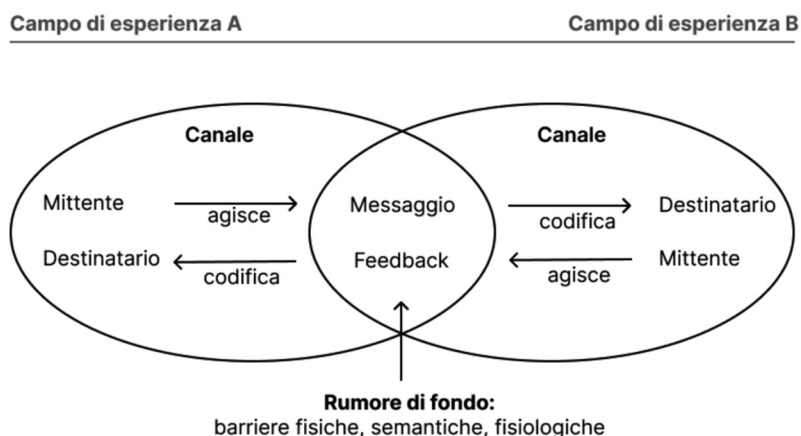 Campo di esperienza A
Campo di esperienza B
Canale
Canale
Mittente
agisce
Messaggio
codifica
Destinatario
Destinatario
codifica
Feedback
agisce
Mittente
Rumore di fondo:
barriere fisiche, semantiche, fisiologiche